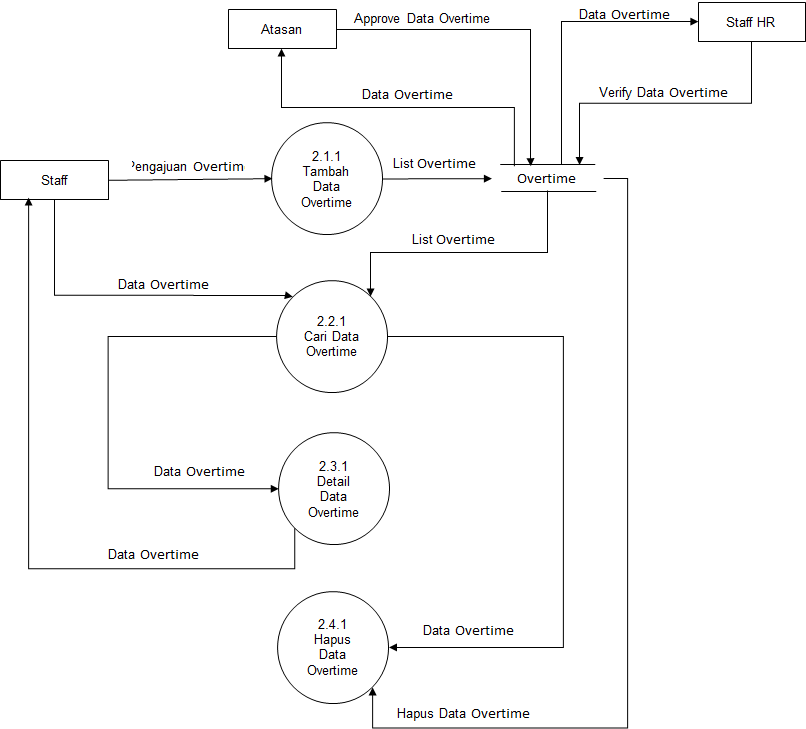 Approve Data Overtime
Data Overtime
Staff HR
Atasan
Data Overtime
Verify Data Overtime
2.1.1
Tambah
Data
Overtime
Pengajuan Overtim
List Overtime
Staff
Overtime
List Overtime
Data Overtime
2.2.1
Cari Data
Overtime
Data Overtime
2.3.1
Detail
Data
Overtime
Data Overtime
2.4.1
Hapus
Data
Overtime
Data Overtime
Hapus Data Overtime